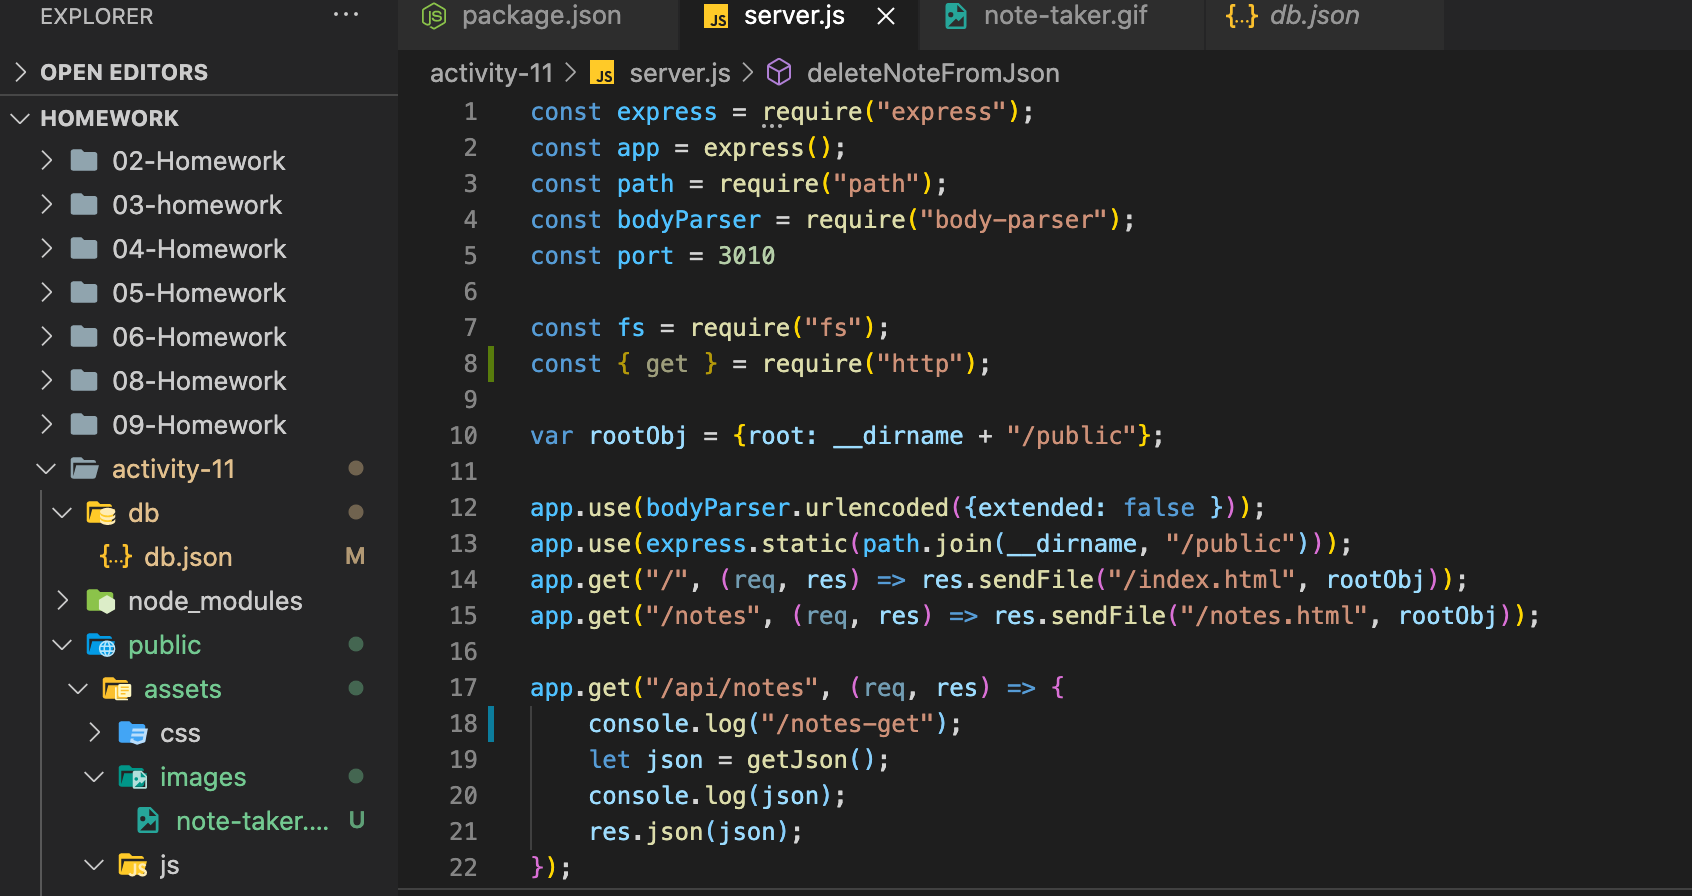 EXPLORER ...
OPEN EDITORS
HOMEWORK
02-Homework
03-homework
04-Homework
05-Homework
06-Homework
08-Homework
09-Homework
activity-11
db
{...} db.json M
node_modules
public
assets
css
images
note-taker.... U
JS js
JS package.json
JS server.js ×
note-taker.gif
{...} db.json
activity-11 > JS server.js > deleteNoteFromJson
1 const express = require("express");
2 const app = express();
3 const path = require("path");
4 const bodyParser = require("body-parser");
5 const port = 3010
6
7 const fs = require("fs");
8 const { get } = require("http");
9
10 var rootObj = {root: __dirname + "/public"};
11
12 app.use(bodyParser.urlencoded({extended: false }));
13 app.use(express.static(path.join(__dirname, "/public")));
14 app.get("/", (req, res) => res.sendFile("/index.html", rootObj));
15 app.get("/notes", (req, res) => res.sendFile("/notes.html", rootObj));
16
17 app.get("/api/notes", (req, res) => {
18 console.log("/notes-get");
19 let json = getJson();
20 console.log(json);
21 res.json(json);
22 });